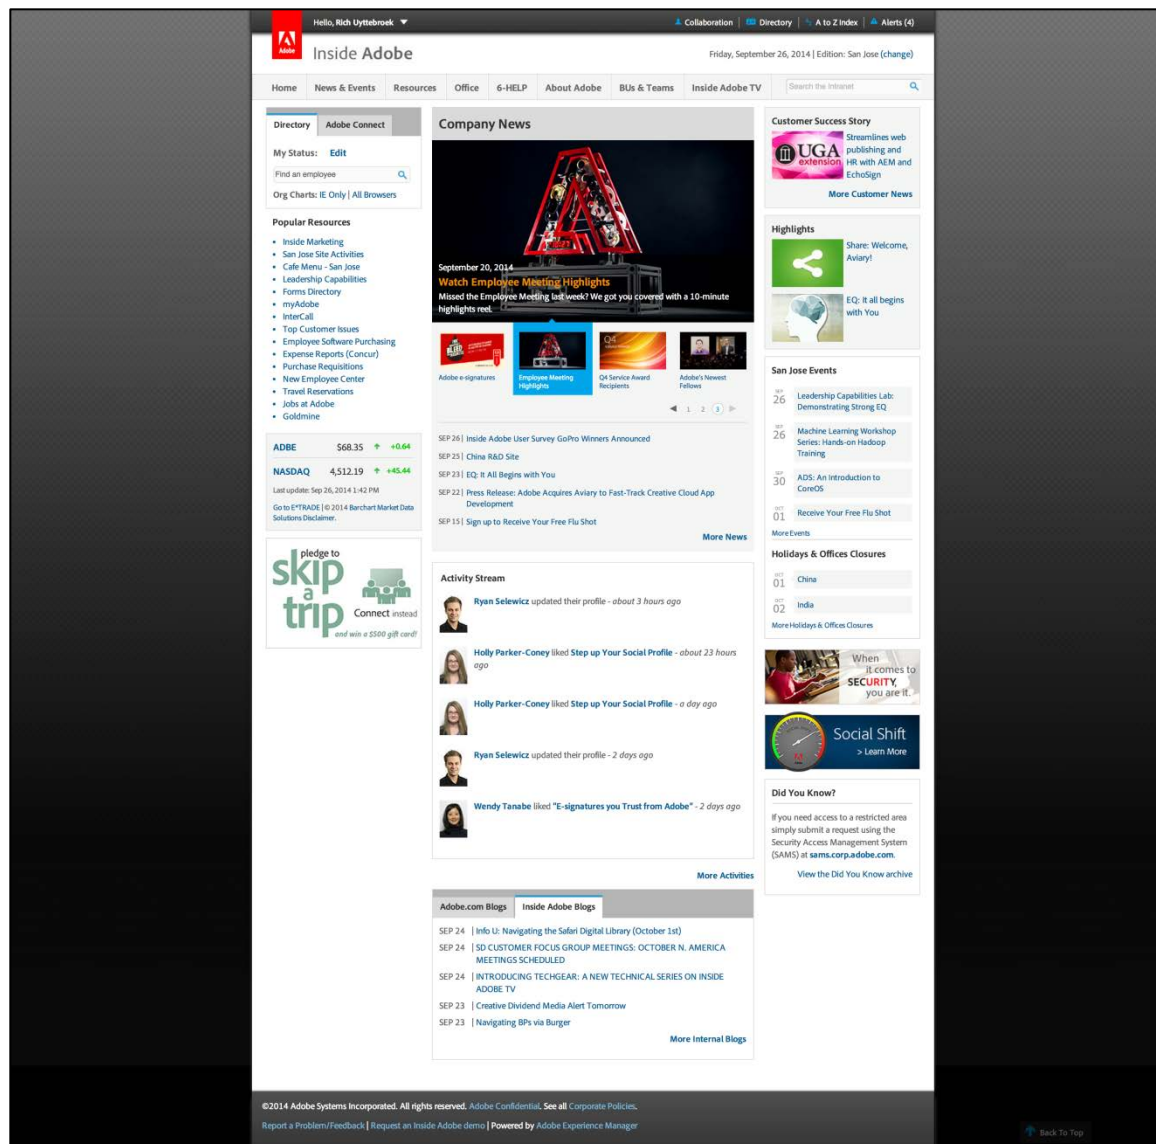 Hello, Rich Uyttebroek
Collaboration | Directory | A to Z Index | Alerts (4)
Adobe
Inside Adobe
Friday, September 26, 2014 | Edition: San Jose (change)
Home
News & Events
Resources
Office
6-HELP
About Adobe
BUs & Teams
Inside Adobe TV
Search the Intranet
Directory
Adobe Connect
My Status: Edit
Find an employee
Org Charts: IE Only | All Browsers
Popular Resources
• Inside Marketing
• San Jose Site Activities
• Cafe Menu - San Jose
• Leadership Capabilities
• Forms Directory
• myAdobe
• InterCall
• Top Customer Issues
• Employee Software Purchasing
• Expense Reports (Concur)
• Purchase Requisitions
• New Employee Center
• Travel Reservations
• Jobs at Adobe
• Goldmine
ADBE $68.35 +0.64
NASDAQ 4,512.19 +45.44
Last update: Sep 26, 2014 1:42 PM
Go to E*TRADE | © 2014 Barchart Market Data
Solutions Disclaimer.
pledge to
skip
a
trip
Connect instead
and win a $500 gift card!
Company News
September 20, 2014
Watch Employee Meeting Highlights
Missed the Employee Meeting last week? We got you covered with a 10-minute
highlights reel.
Q4
Adobe e-signatures
Employee Meeting
Highlights
Q4 Service Award
Recipients
Adobe's Newest
Fellows
1 2 3
SEP 26 | Inside Adobe User Survey GoPro Winners Announced
SEP 25 | China R&D Site
SEP 23 | EQ: It All Begins with You
SEP 22 | Press Release: Adobe Acquires Aviary to Fast-Track Creative Cloud App
Development
SEP 15 | Sign up to Receive Your Free Flu Shot
More News
Activity Stream
Ryan Selewicz updated their profile - about 3 hours ago
Holly Parker-Coney liked Step up Your Social Profile - about 23 hours
ago
Holly Parker-Coney liked Step up Your Social Profile - a day ago
Ryan Selewicz updated their profile - 2 days ago
Wendy Tanabe liked "E-signatures you Trust from Adobe" - 2 days ago
More Activities
Adobe.com Blogs
Inside Adobe Blogs
SEP 24 | Info U: Navigating the Safari Digital Library (October 1st)
SEP 24 | SD CUSTOMER FOCUS GROUP MEETINGS: OCTOBER N. AMERICA
MEETINGS SCHEDULED
SEP 24 | INTRODUCING TECHGEAR: A NEW TECHNICAL SERIES ON INSIDE
ADOBE TV
SEP 23 | Creative Dividend Media Alert Tomorrow
SEP 23 | Navigating BPs via Burger
More Internal Blogs
Customer Success Story
UGA
extension
Streamlines web
publishing and
HR with AEM and
EchoSign
More Customer News
Highlights
Share: Welcome,
Aviary!
EQ: It all begins
with You
San Jose Events
SEP
26
Leadership Capabilities Lab:
Demonstrating Strong EQ
SEP
26
Machine Learning Workshop
Series: Hands-on Hadoop
Training
SEP
30
ADS: An Introduction to
CoreOS
OCT
01
Receive Your Free Flu Shot
More Events
Holidays & Offices Closures
OCT
01
China
OCT
02
India
More Holidays & Offices Closures
When
it comes to
SECURITY,
you are it.
Social Shift
> Learn More
Did You Know?
If you need access to a restricted area
simply submit a request using the
Security Access Management System
(SAMS) at sams.corp.adobe.com.
View the Did You Know archive
©2014 Adobe Systems Incorporated. All rights reserved. Adobe Confidential. See all Corporate Policies.
Report a Problem/Feedback | Request an Inside Adobe demo | Powered by Adobe Experience Manager
Back To Top